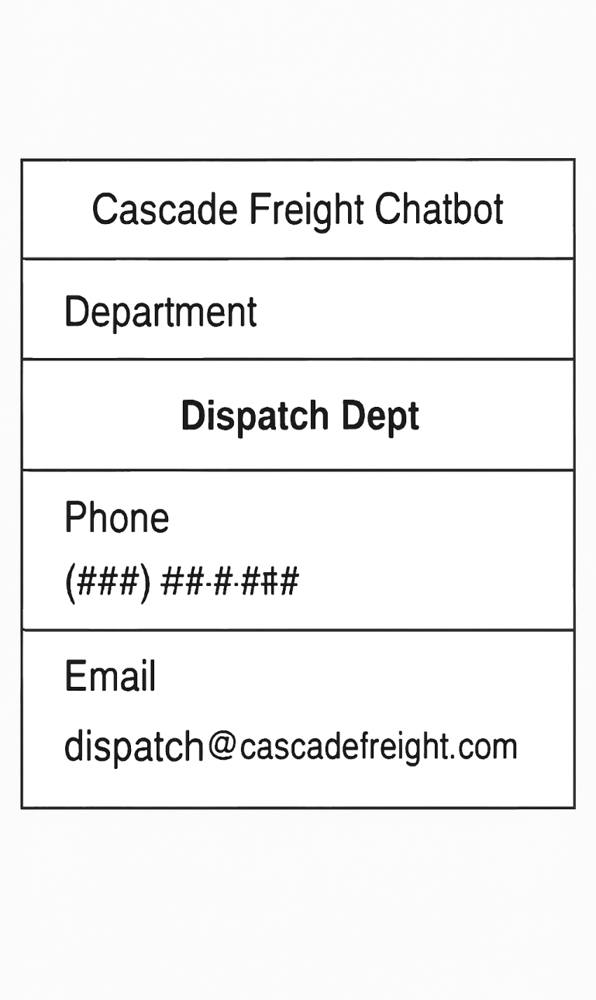 Cascade Freight Chatbot
Department
Dispatch Dept
Phone
(###) ##-#-###
Email
dispatch@cascadefreight.com